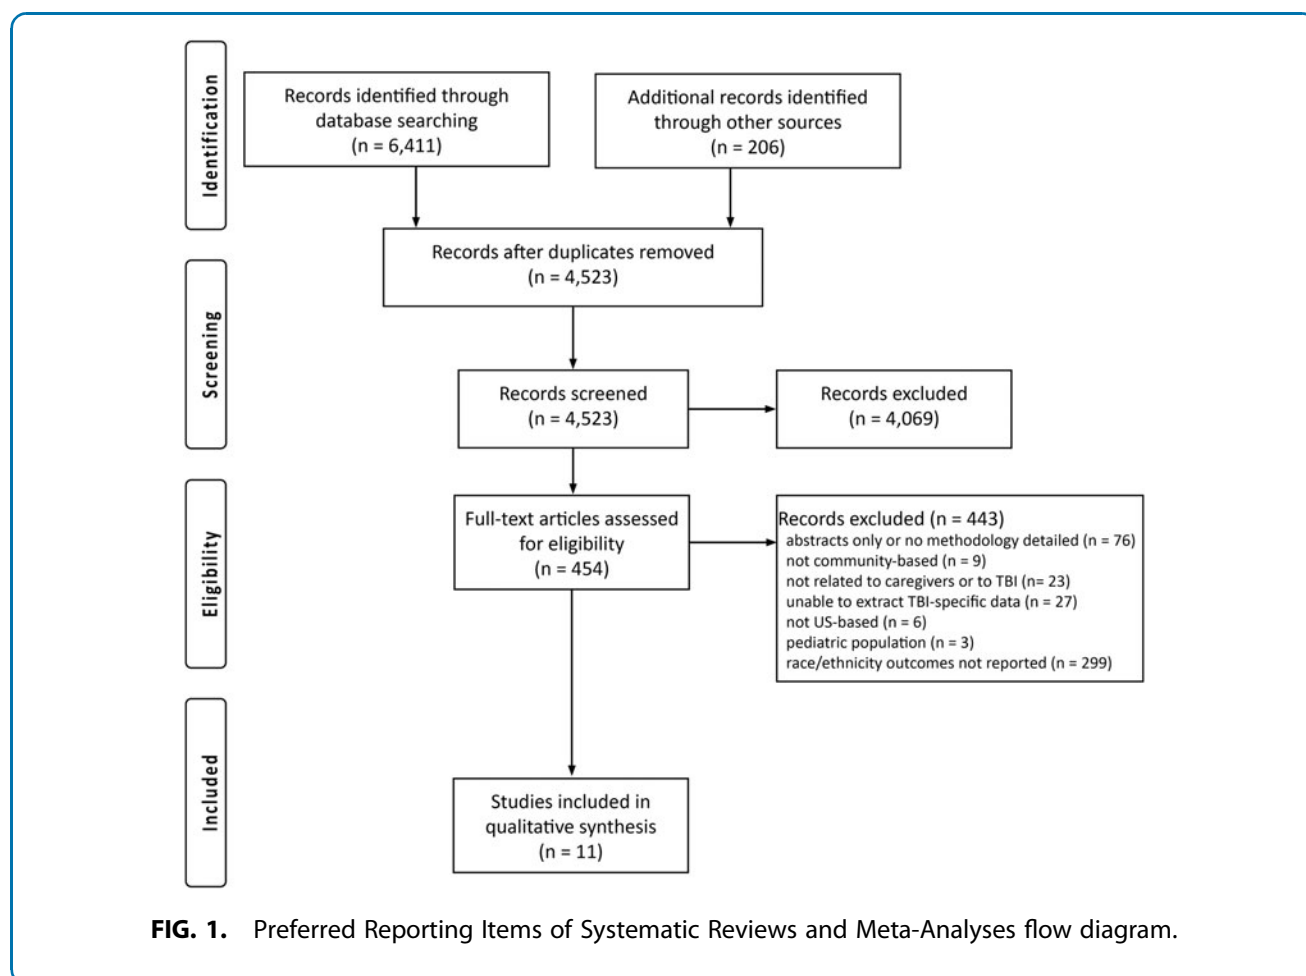 Identification
Records identified through
database searching
(n = 6,411)
Additional records identified
through other sources
(n = 206)
Records after duplicates removed
(n = 4,523)
Screening
Records screened
(n = 4,523)
Records excluded
(n = 4,069)
Eligibility
Full-text articles assessed
for eligibility
(n = 454)
Records excluded (n = 443)
abstracts only or no methodology detailed (n = 76)
not community-based (n = 9)
not related to caregivers or to TBI (n= 23)
unable to extract TBI-specific data (n = 27)
not US-based (n = 6)
pediatric population (n = 3)
race/ethnicity outcomes not reported (n = 299)
Included
Studies included in
qualitative synthesis
(n = 11)
FIG. 1. Preferred Reporting Items of Systematic Reviews and Meta-Analyses flow diagram.